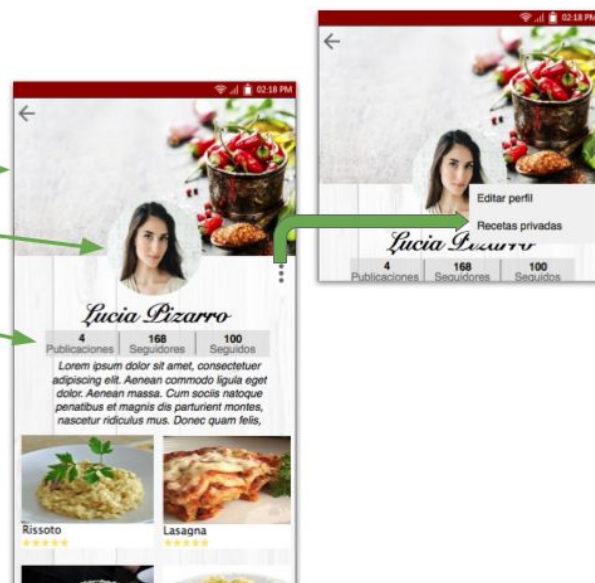 02:18 PM
Lucia Pizarro
4 168 100
Publicaciones Seguidores Seguidos
Lorem ipsum dolor sit amet, consectetuer
adipiscing elit. Aenean commodo ligula eget
dolor. Aenean massa. Cum sociis natoque
penatibus et magnis dis parturient montes,
nascetur ridiculus mus. Donec quam felis,
Rissoto Lasagna
02:18 PM
Editar perfil
Recetas privadas
Lucia Pizarro
4 168 100
Publicaciones Seguidores Seguidos